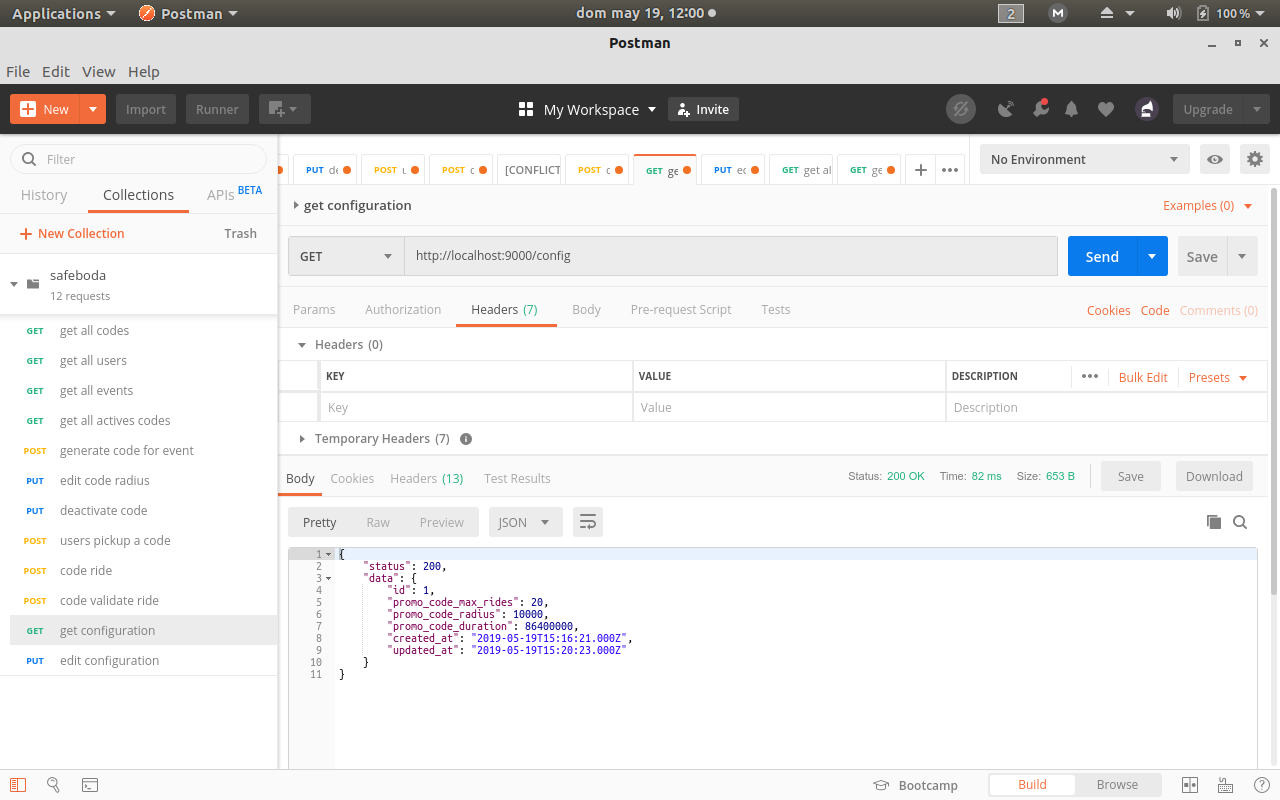 Applications Postman dom may 19, 12:00 2 M 100 %
Postman
File Edit View Help
New Import Runner My Workspace Invite Upgrade
Filter
History Collections APIs BETA
New Collection Trash
safeboda
12 requests
GET get all codes
GET get all users
GET get all events
GET get all actives codes
POST generate code for event
PUT edit code radius
PUT deactivate code
POST users pickup a code
POST code ride
POST code validate ride
GET get configuration
PUT edit configuration
PUT de POST u POST c [CONFLICT POST c GET ge PUT ec GET get al GET ge
No Environment
get configuration Examples (0)
GET http://localhost:9000/config Send Save
Params Authorization Headers (7) Body Pre-request Script Tests Cookies Code Comments (0)
Headers (0)
KEY VALUE DESCRIPTION Bulk Edit Presets
Key Value Description
Temporary Headers (7)
Body Cookies Headers (13) Test Results Status: 200 OK Time: 82 ms Size: 653 B Save Download
Pretty Raw Preview JSON
1 {
2 "status": 200,
3 "data": {
4 "id": 1,
5 "promo_code_max_rides": 20,
6 "promo_code_radius": 10000,
7 "promo_code_duration": 86400000,
8 "created_at": "2019-05-19T15:16:21.000Z",
9 "updated_at": "2019-05-19T15:20:23.000Z"
10 }
11 }
Bootcamp Build Browse